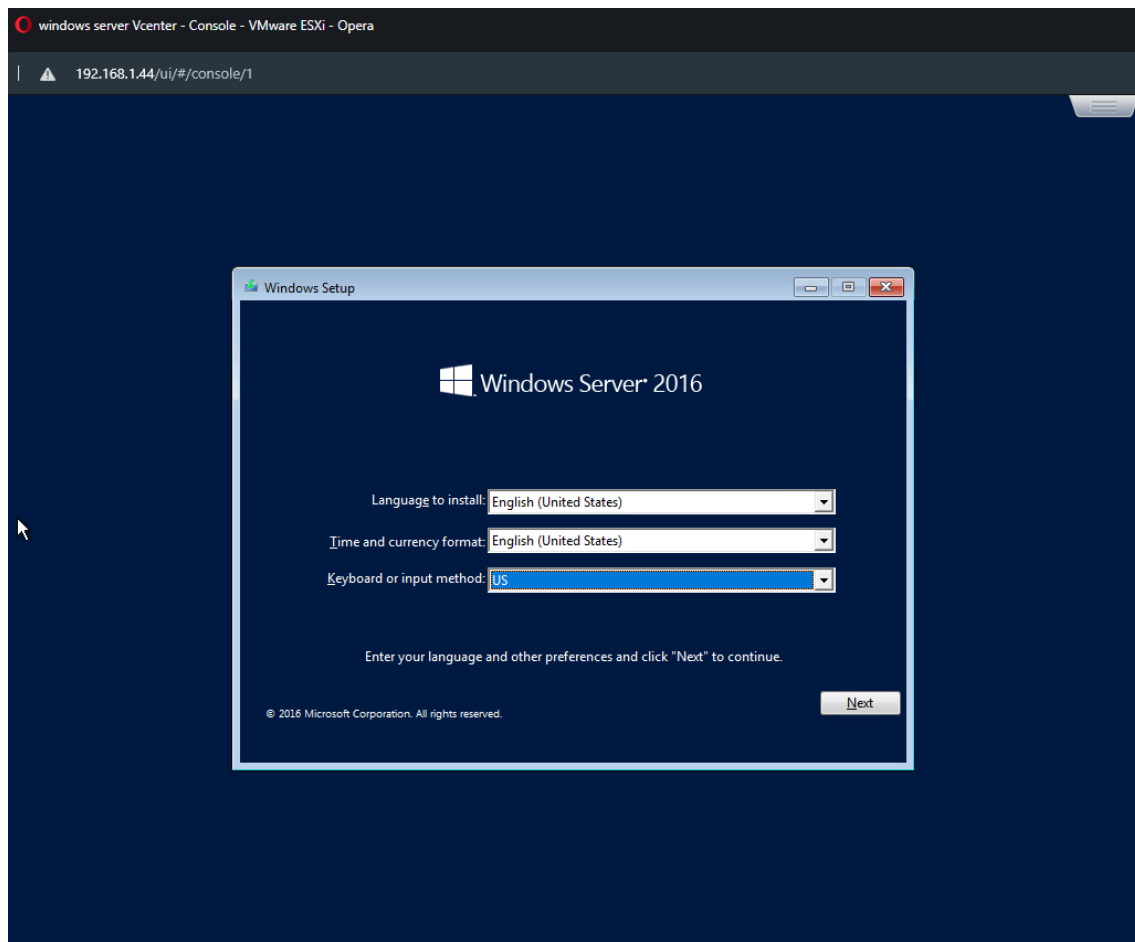 windows server Vcenter - Console - VMware ESXi - Opera
192.168.1.44/ui/#/console/1
Windows Setup
Windows Server 2016
Language to install: English (United States)
Time and currency format: English (United States)
Keyboard or input method: US
Enter your language and other preferences and click "Next" to continue.
Next
© 2016 Microsoft Corporation. All rights reserved.